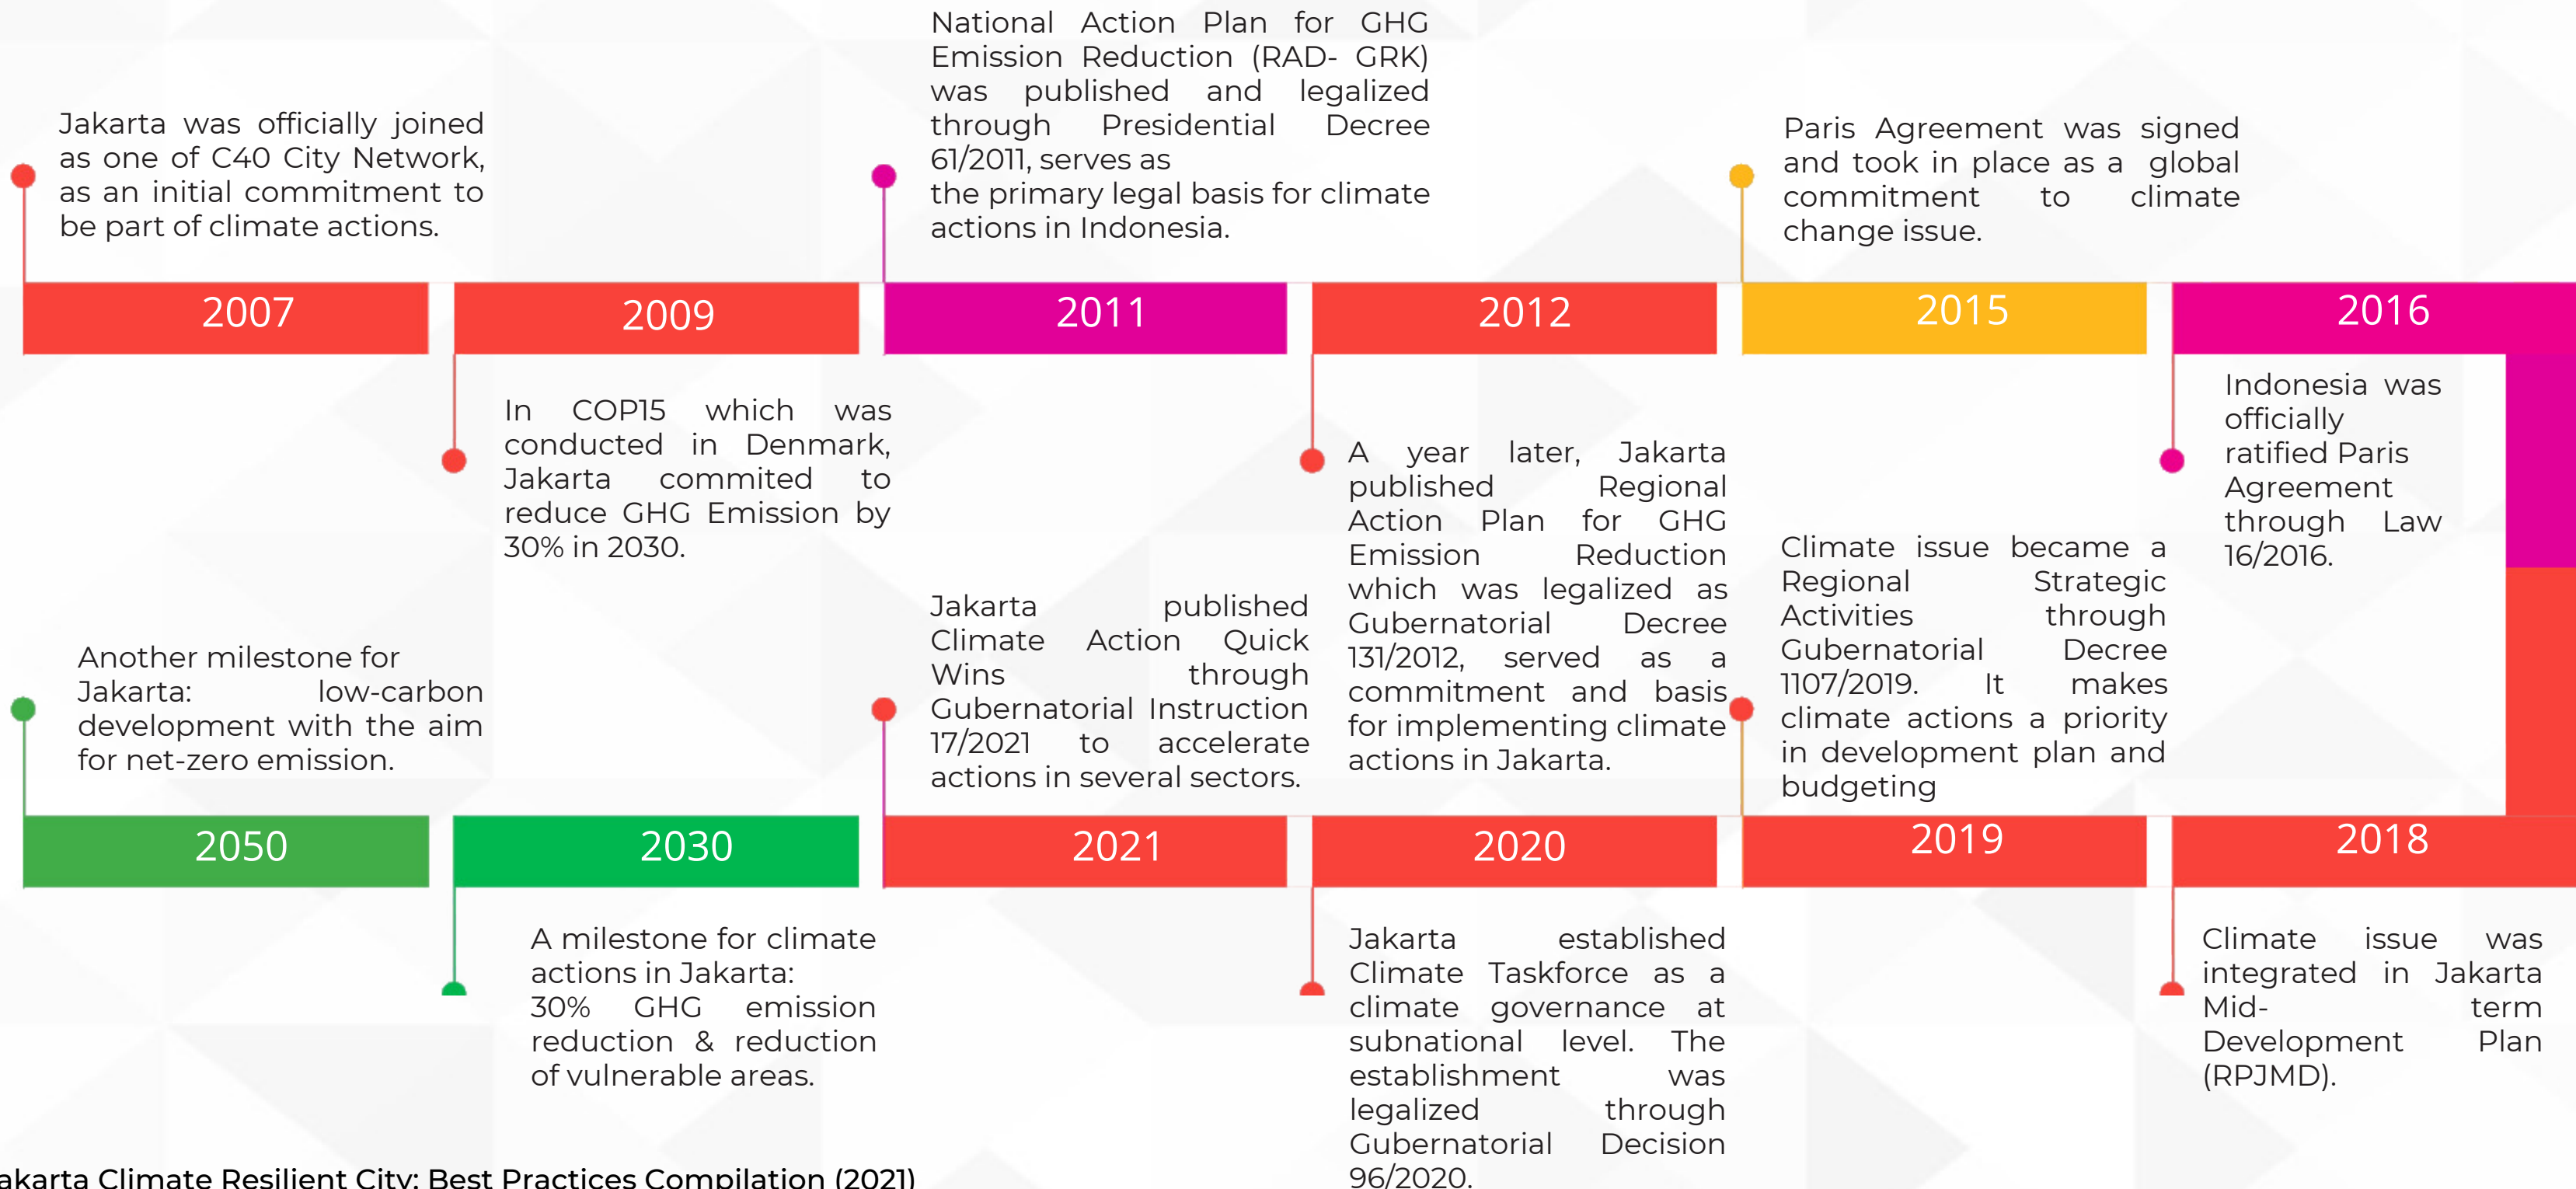 Jakarta was officially joined
as one of C40 City Network,
as an initial commitment to
be part of climate actions.
National Action Plan for GHG
Emission Reduction (RAD- GRK)
was published and legalized
through Presidential Decree
61/2011, serves as
the primary legal basis for climate
actions in Indonesia.
Paris Agreement was signed
and took in place as a global
commitment to climate
change issue.
2007
2009
2011
2012
2015
2016
In COP15 which was
conducted in Denmark,
Jakarta commited to
reduce GHG Emission by
30% in 2030.
A year later, Jakarta
published Regional
Action Plan for GHG
Emission Reduction
which was legalized as
Gubernatorial Decree
131/2012, served as a
commitment and basis
for implementing climate
actions in Jakarta.
Indonesia was
officially
ratified Paris
Agreement
through Law
16/2016.
Climate issue became a
Regional Strategic
Activities through
Gubernatorial Decree
1107/2019. It makes
climate actions a priority
in development plan and
budgeting
Jakarta published
Climate Action Quick
Wins through
Gubernatorial Instruction
17/2021 to accelerate
actions in several sectors.
Another milestone for
Jakarta: low-carbon
development with the aim
for net-zero emission.
2050
2030
2021
2020
2019
2018
A milestone for climate
actions in Jakarta:
30% GHG emission
reduction & reduction
of vulnerable areas.
Jakarta established
Climate Taskforce as a
climate governance at
subnational level. The
establishment was
legalized through
Gubernatorial Decision
96/2020.
Climate issue was
integrated in Jakarta
Mid- term
Development Plan
(RPJMD).
akarta Climate Resilient City: Best Practices Compilation (2021)